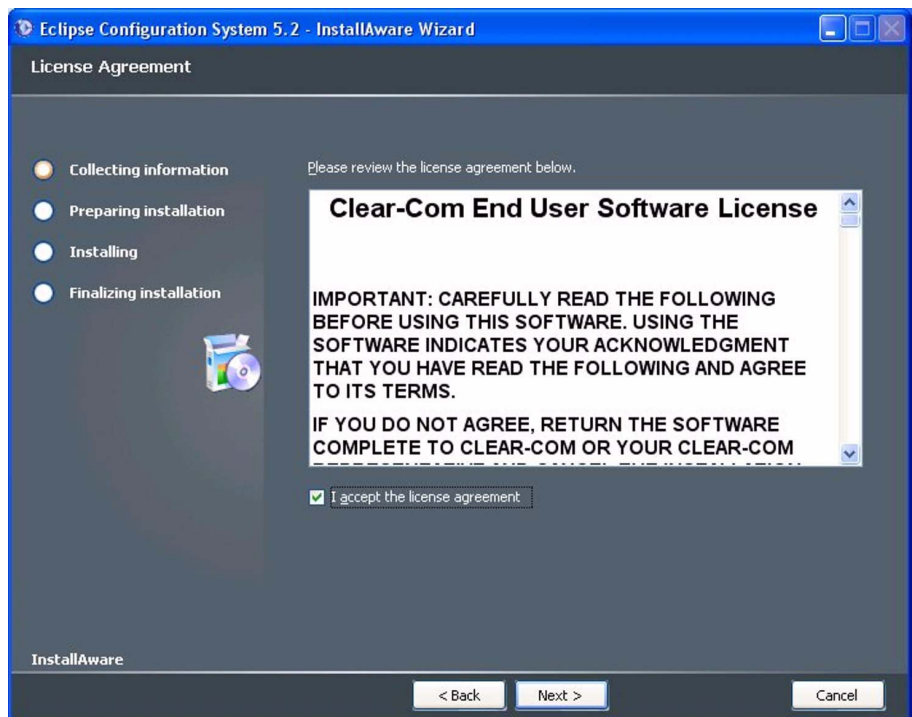 Eclipse Configuration System 5.2 - InstallAware Wizard
License Agreement
Collecting information
Preparing installation
Installing
Finalizing installation
Please review the license agreement below.
Clear-Com End User Software License
IMPORTANT: CAREFULLY READ THE FOLLOWING
BEFORE USING THIS SOFTWARE. USING THE
SOFTWARE INDICATES YOUR ACKNOWLEDGMENT
THAT YOU HAVE READ THE FOLLOWING AND AGREE
TO ITS TERMS.
IF YOU DO NOT AGREE, RETURN THE SOFTWARE
COMPLETE TO CLEAR-COM OR YOUR CLEAR-COM
I accept the license agreement
InstallAware
< Back
Next >
Cancel